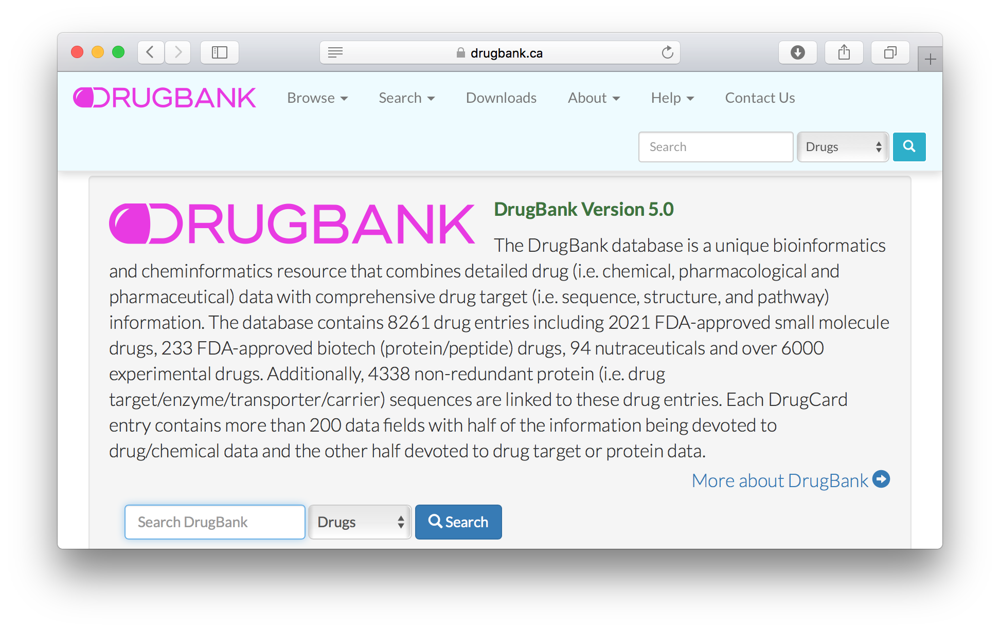 drugbank.ca
DRUGBANK Browse Search Downloads About Help Contact Us
Search Drugs
DRUGBANK
DrugBank Version 5.0
The DrugBank database is a unique bioinformatics
and cheminformatics resource that combines detailed drug (i.e. chemical, pharmacological and
pharmaceutical) data with comprehensive drug target (i.e. sequence, structure, and pathway)
information. The database contains 8261 drug entries including 2021 FDA-approved small molecule
drugs, 233 FDA-approved biotech (protein/peptide) drugs, 94 nutraceuticals and over 6000
experimental drugs. Additionally, 4338 non-redundant protein (i.e. drug
target/enzyme/transporter/carrier) sequences are linked to these drug entries. Each DrugCard
entry contains more than 200 data fields with half of the information being devoted to
drug/chemical data and the other half devoted to drug target or protein data.
More about DrugBank
Search DrugBank Drugs Search